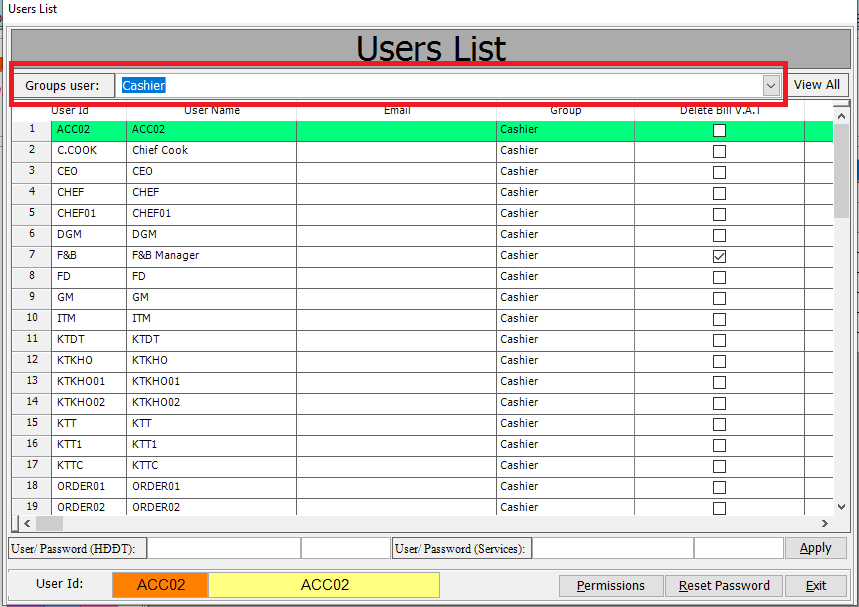 Users List
Users List
Groups user: Cashier View All
User Id User Name Email Group Delete Bill V.A.T
1 ACC02 ACC02 Cashier
2 C.COOK Chief Cook Cashier
3 CEO CEO Cashier
4 CHEF CHEF Cashier
5 CHEF01 CHEF01 Cashier
6 DGM DGM Cashier
7 F&B F&B Manager Cashier
8 FD FD Cashier
9 GM GM Cashier
10 ITM ITM Cashier
11 KTDT KTDT Cashier
12 KTKHO KTKHO Cashier
13 KTKHO01 KTKHO01 Cashier
14 KTKHO02 KTKHO02 Cashier
15 KTT KTT Cashier
16 KTT1 KTT1 Cashier
17 KTTC KTTC Cashier
18 ORDER01 ORDER01 Cashier
19 ORDER02 ORDER02 Cashier
User/ Password (HĐĐT): User/ Password (Services): Apply
User Id: ACC02 ACC02 Permissions Reset Password Exit